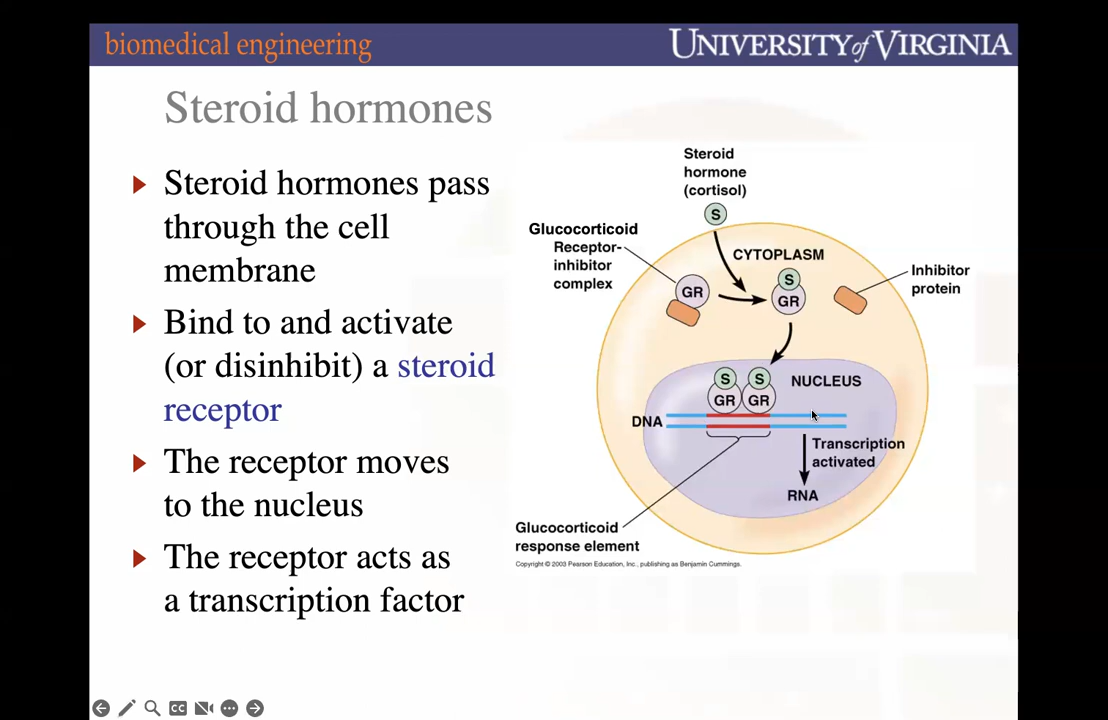 biomedical engineering
UNIVERSITY of VIRGINIA
Steroid hormones
Steroid hormones pass
through the cell
membrane
Bind to and activate
(or disinhibit) a steroid
receptor
The receptor moves
to the nucleus
The receptor acts as
a transcription factor
Steroid
hormone
(cortisol)
S
Glucocorticoid
Receptor-
inhibitor
complex
CYTOPLASM
GR
S
GR
Inhibitor
protein
S
S
GR
GR
NUCLEUS
DNA
Transcription
activated
RNA
Glucocorticoid
response element
Copyright © 2003 Pearson Education, Inc., publishing as Benjamin Cummings.
CC